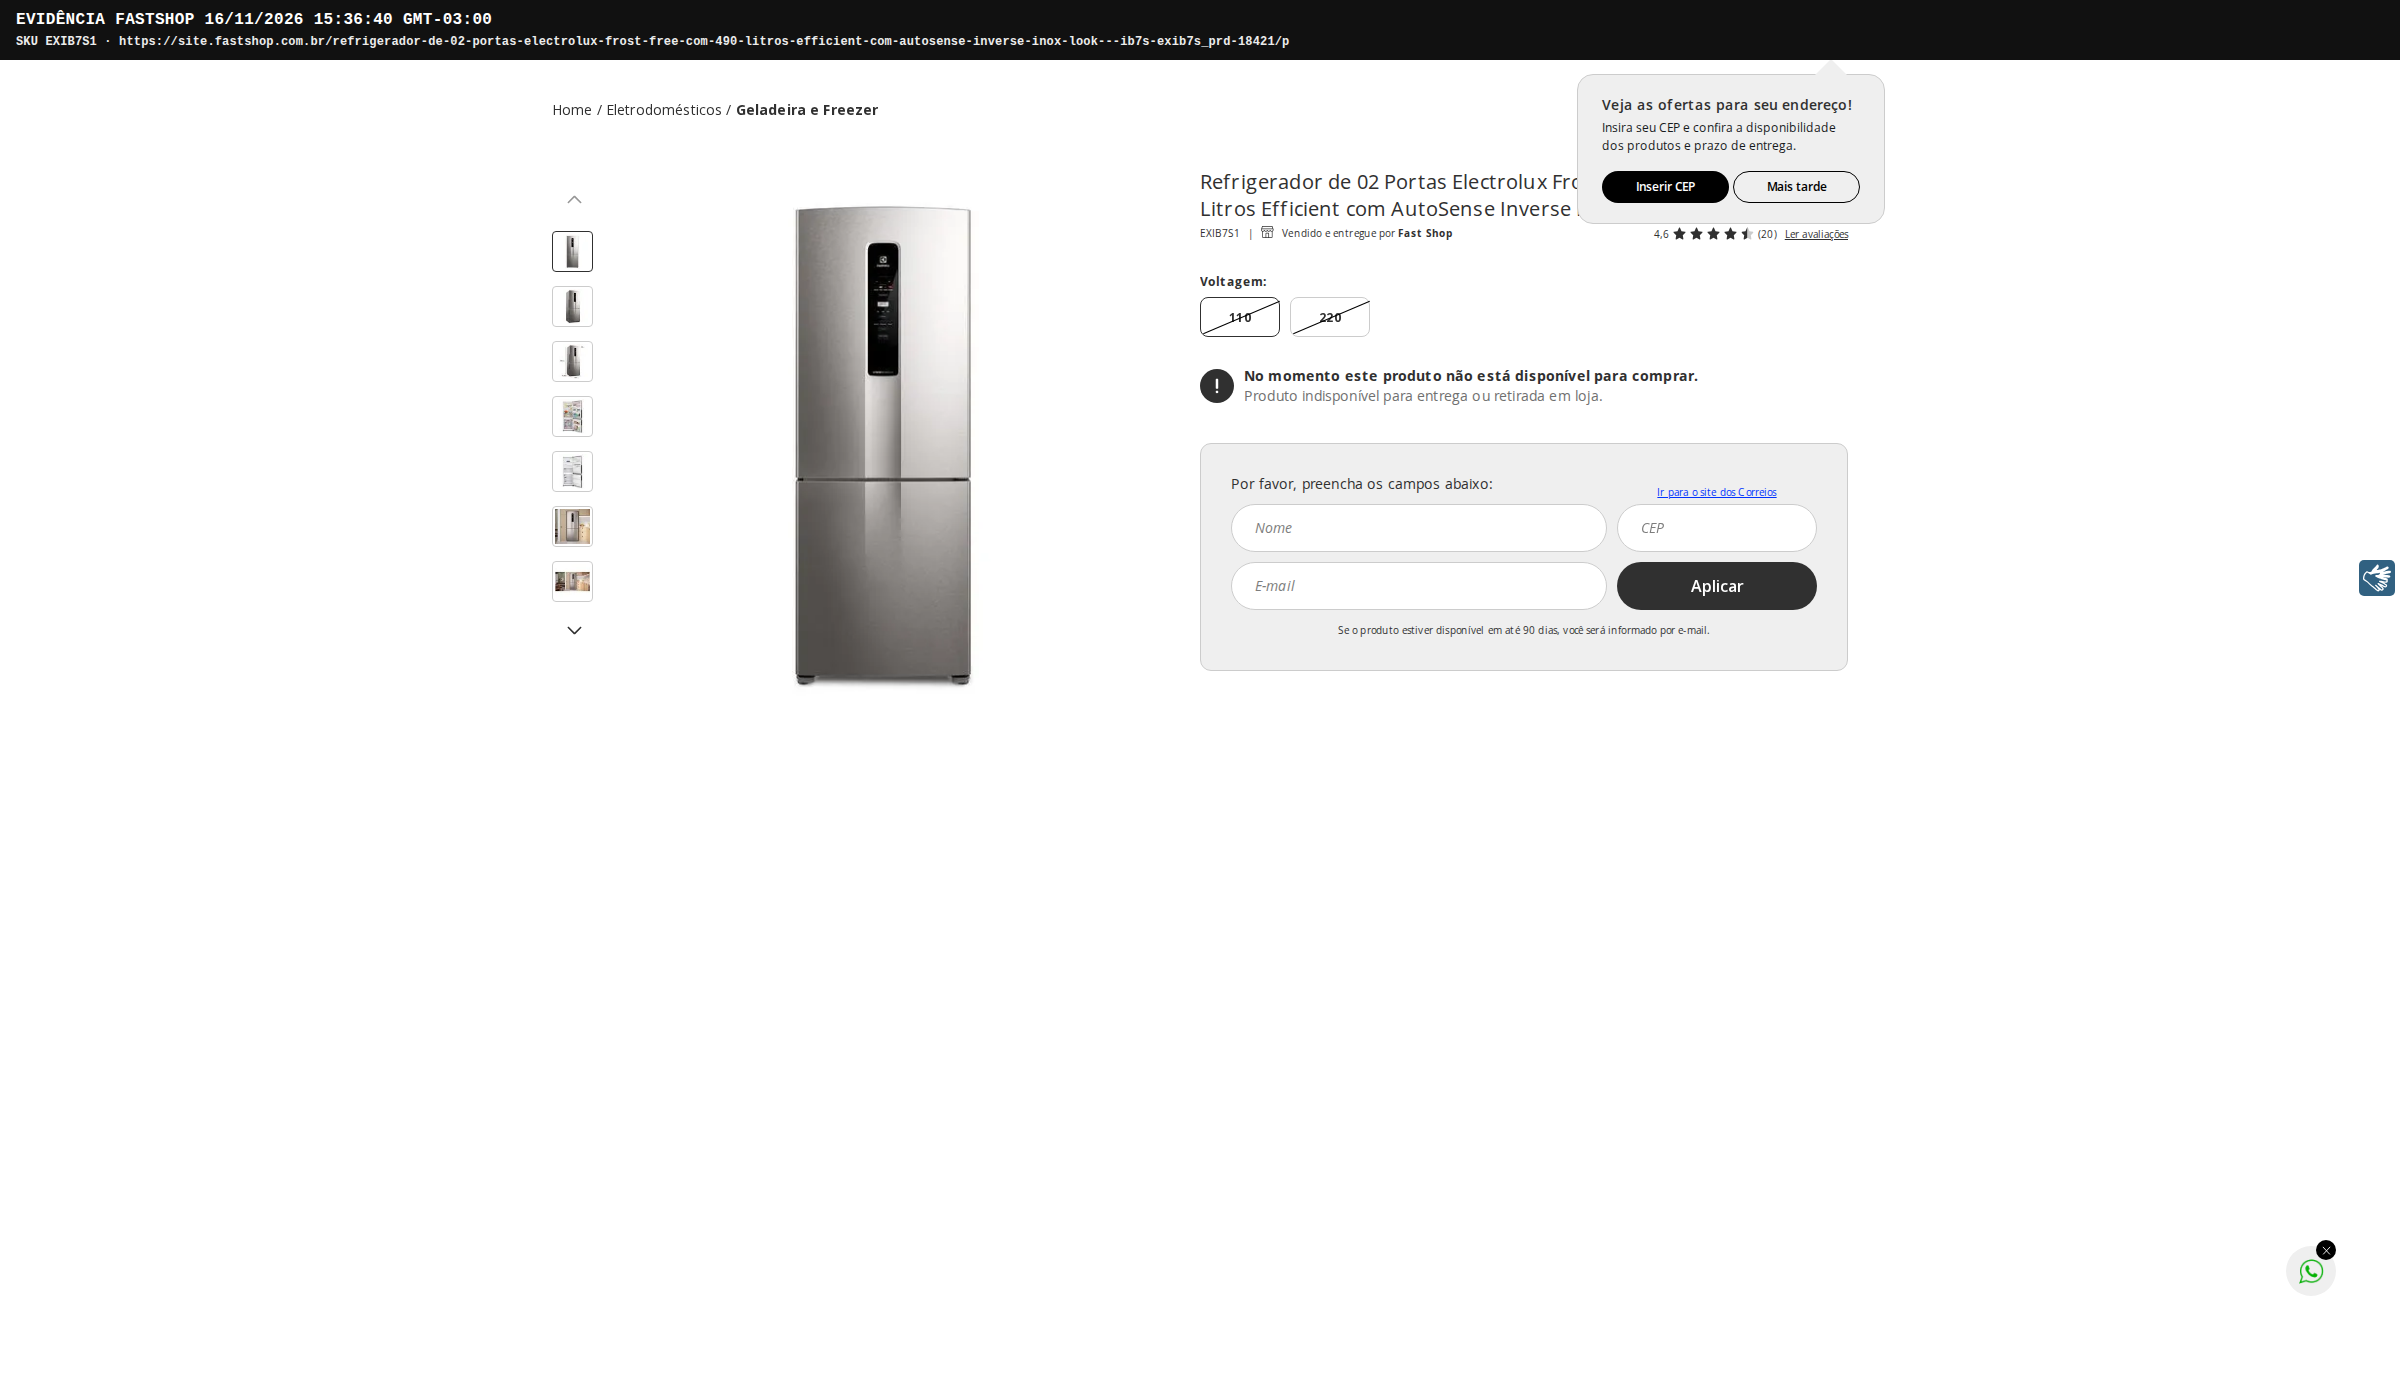 EVIDÊNCIA FASTSHOP 16/11/2026 15:36:40 GMT-03:00
SKU EXIB7S1 · https://site.fastshop.com.br/refrigerador-de-02-portas-electrolux-frost-free-com-490-litros-efficient-com-autosense-inverse-inox-look---ib7s-exib7s_prd-18421/p
Home / Eletrodomésticos / Geladeira e Freezer
Veja as ofertas para seu endereço!
Insira seu CEP e confira a disponibilidade
dos produtos e prazo de entrega.
Inserir CEP
Mais tarde
Refrigerador de 02 Portas Electrolux Fro
Litros Efficient com AutoSense Inverse
EXIB7S1 | Vendido e entregue por Fast Shop
4,6 (20) Ler avaliações
Voltagem:
110
220
No momento este produto não está disponível para comprar.
Produto indisponível para entrega ou retirada em loja.
Por favor, preencha os campos abaixo:
Ir para o site dos Correios
Nome
CEP
E-mail
Aplicar
Se o produto estiver disponível em até 90 dias, você será informado por e-mail.